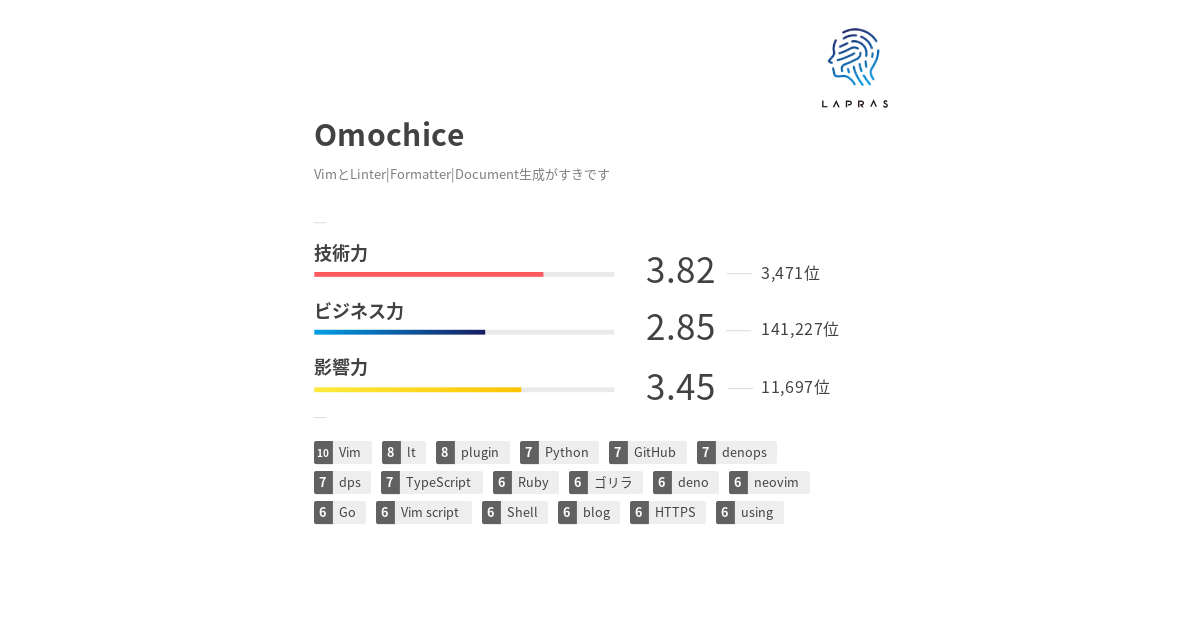 LAPRAS
Omochice
VimとLinter|Formatter|Document生成がすきです
技術力
3.82 3,471位
ビジネス力
2.85 141,227位
影響力
3.45 11,697位
10 Vim 8 lt 8 plugin 7 Python 7 GitHub 7 denops
7 dps 7 TypeScript 6 Ruby 6 ゴリラ 6 deno 6 neovim
6 Go 6 Vim script 6 Shell 6 blog 6 HTTPS 6 using